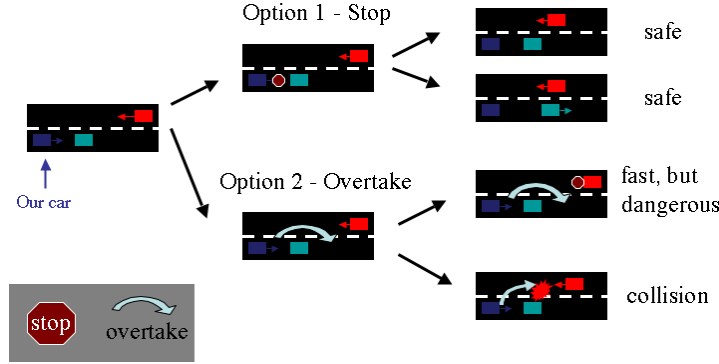 Option 1 - Stop
safe
safe
Our car
Option 2 - Overtake
fast, but
dangerous
collision
stop
overtake